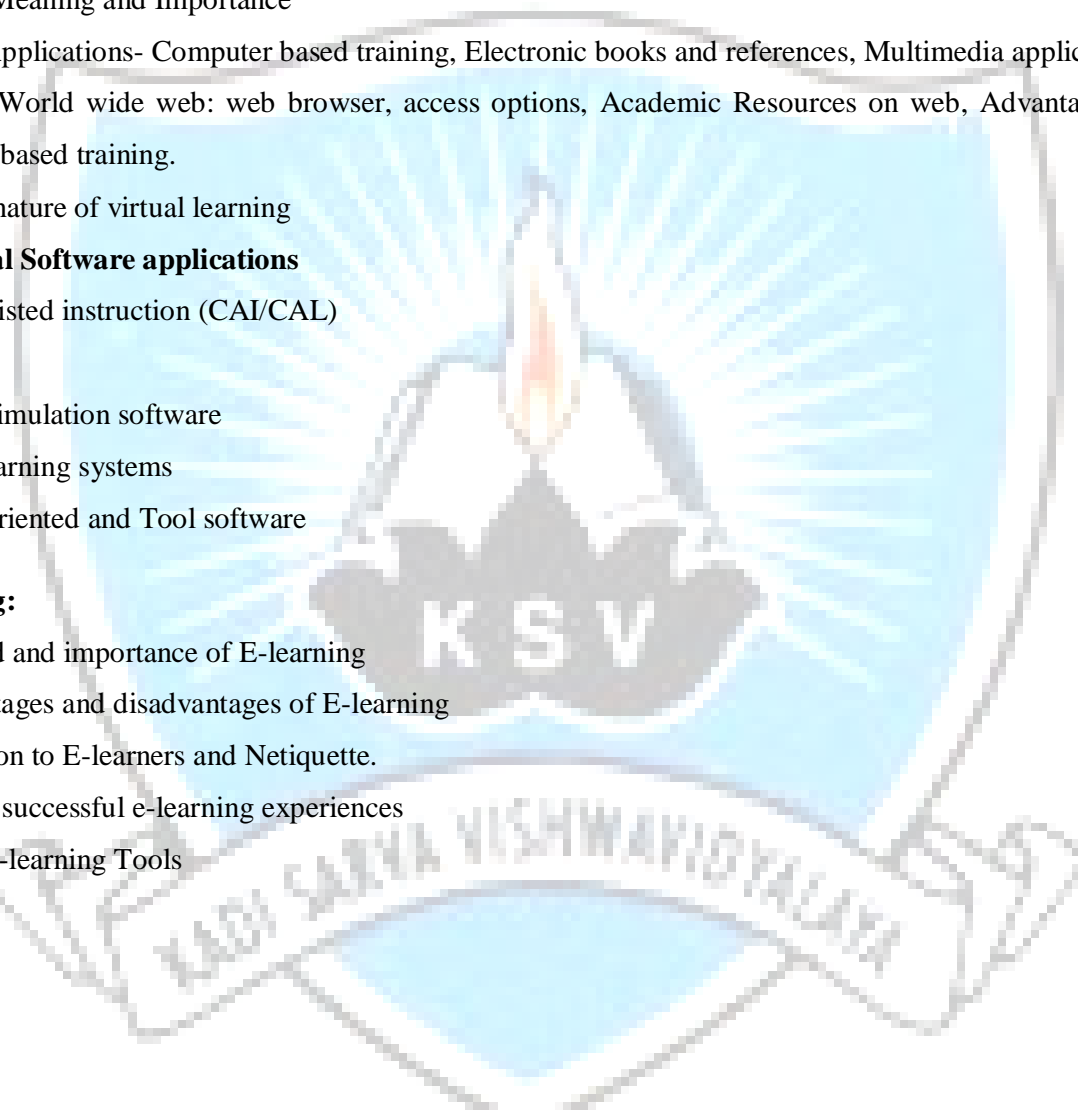 Meaning and Importance
applications- Computer based training, Electronic books and references, Multimedia applic
World wide web: web browser, access options, Academic Resources on web, Advanta
based training.
nature of virtual learning
al Software applications
isted instruction (CAI/CAL)
imulation software
arning systems
riented and Tool software
g:
d and importance of E-learning
tages and disadvantages of E-learning
on to E-learners and Netiquette.
successful e-learning experiences
-learning Tools
K S V
KADI SARVA VISHWAVIDYALAYA